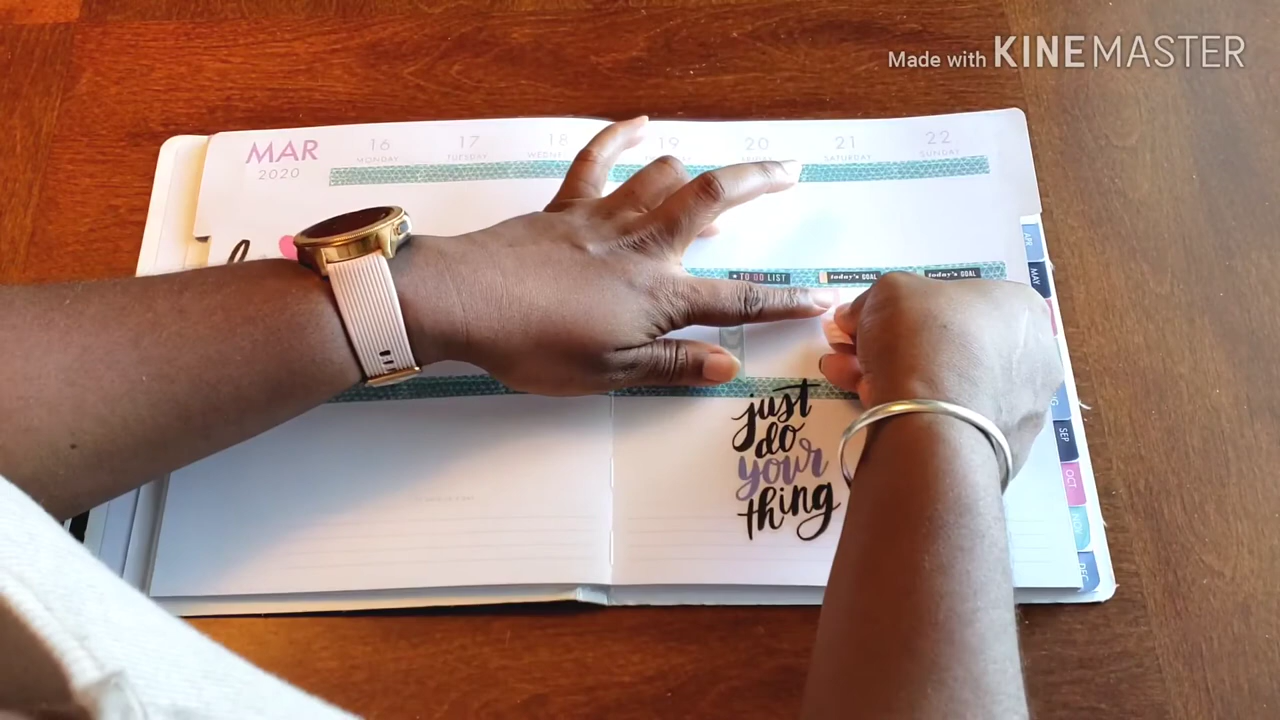 Made with KINEMASTER
MAR
2020
16 17 18 19 20 21 22
MONDAY TUESDAY SATURDAY SUNDAY
TO DO LIST
today's GOAL
today's GOAL
just
do
your
thing
APR
MAY
SEP
OCT
NOV
DEC